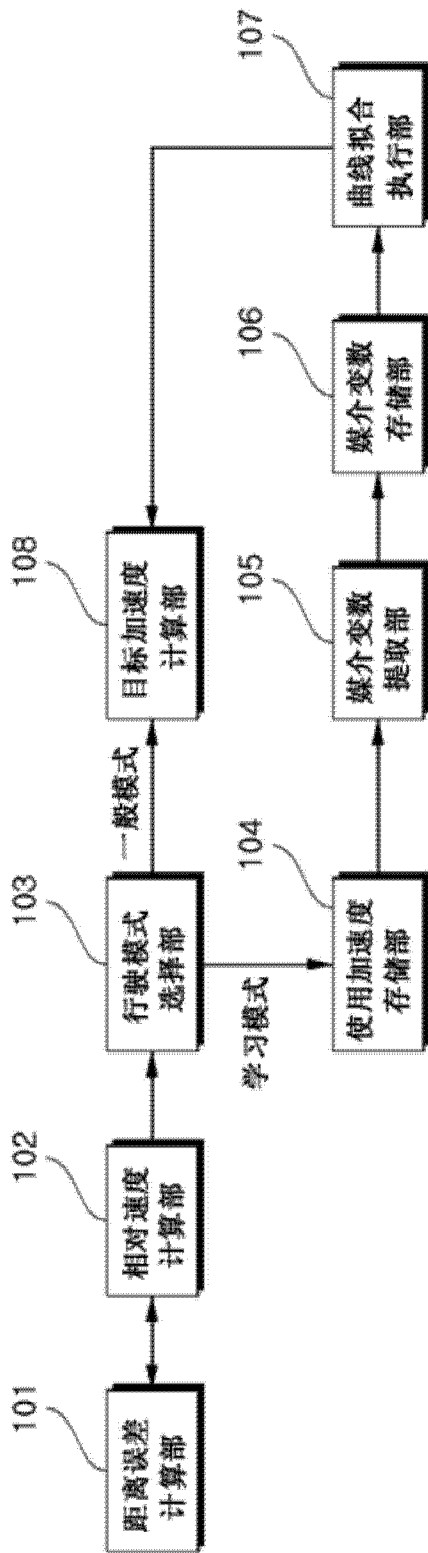 101
距离误差
计算部
102
相对速度
计算部
103
行驶模式
选择部
一般模式
108
目标加速度
计算部
学习模式
104
使用加速度
存储部
105
媒介变数
提取部
106
媒介变数
存储部
107
曲线拟合
执行部